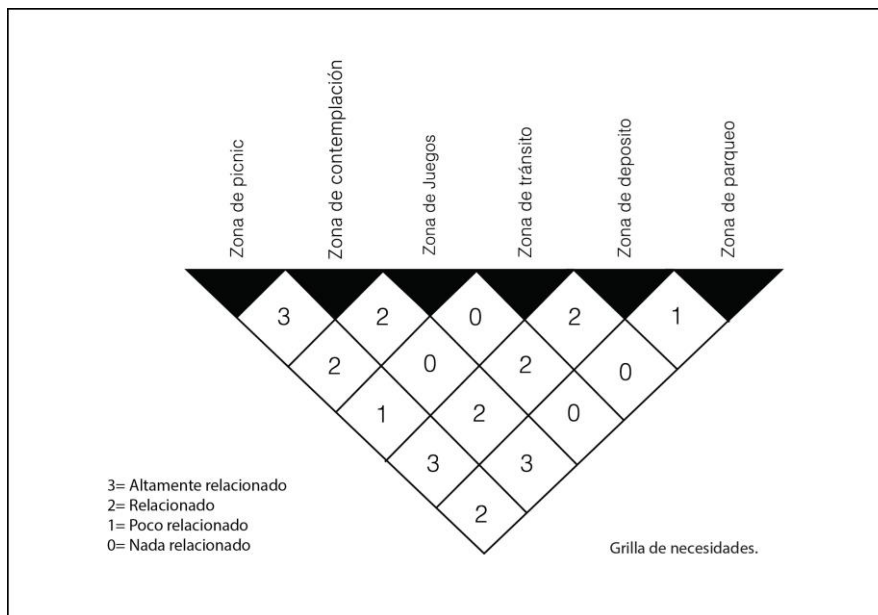 Zona de picnic
Zona de contemplación
Zona de Juegos
Zona de tránsito
Zona de deposito
Zona de parqueo
3 2 0 2 1
2 0 2 0
1 2 0
3 3
2
3= Altamente relacionado
2= Relacionado
1= Poco relacionado
0= Nada relacionado
Grilla de necesidades.